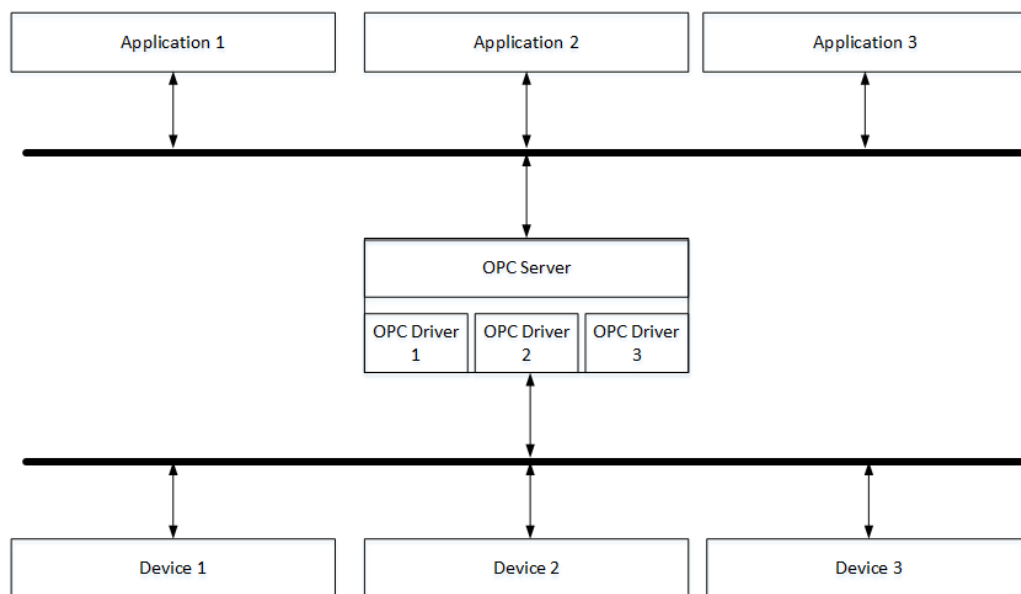 Application 1
Application 2
Application 3
OPC Server
OPC Driver
1
OPC Driver
2
OPC Driver
3
Device 1
Device 2
Device 3